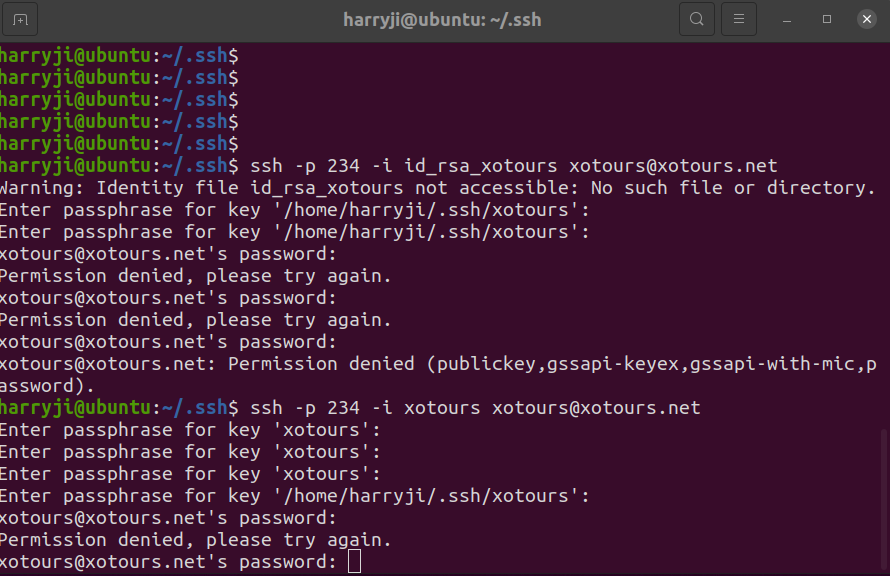 harryji@ubuntu: ~/.ssh
harryji@ubuntu:~/.ssh$
harryji@ubuntu:~/.ssh$
harryji@ubuntu:~/.ssh$
harryji@ubuntu:~/.ssh$
harryji@ubuntu:~/.ssh$
harryji@ubuntu:~/.ssh$ ssh -p 234 -i id_rsa_xotours xotours@xotours.net
Warning: Identity file id_rsa_xotours not accessible: No such file or directory.
Enter passphrase for key '/home/harryji/.ssh/xotours':
Enter passphrase for key '/home/harryji/.ssh/xotours':
xotours@xotours.net's password:
Permission denied, please try again.
xotours@xotours.net's password:
Permission denied, please try again.
xotours@xotours.net's password:
xotours@xotours.net: Permission denied (publickey,gssapi-keyex,gssapi-with-mic,p
assword).
harryji@ubuntu:~/.ssh$ ssh -p 234 -i xotours xotours@xotours.net
Enter passphrase for key 'xotours':
Enter passphrase for key 'xotours':
Enter passphrase for key 'xotours':
Enter passphrase for key '/home/harryji/.ssh/xotours':
xotours@xotours.net's password:
Permission denied, please try again.
xotours@xotours.net's password: